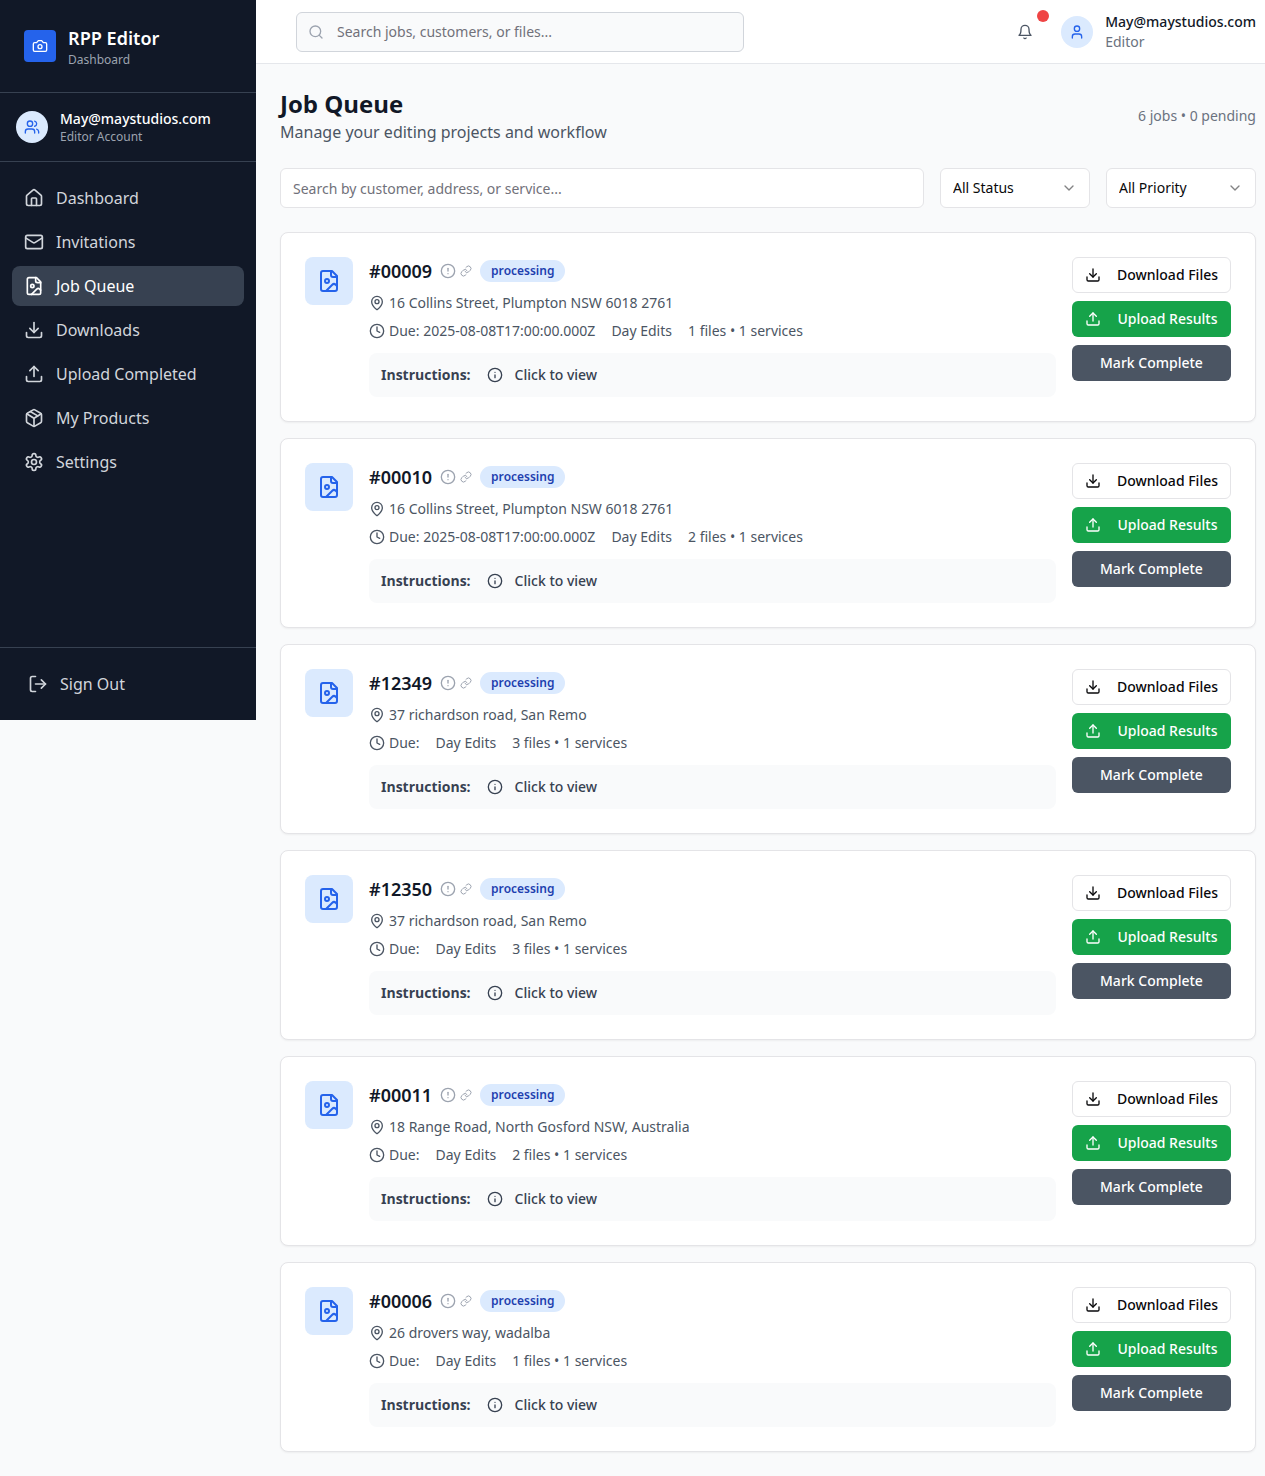 RPP Editor
Dashboard
May@maystudios.com
Editor Account
Dashboard
Invitations
Job Queue
Downloads
Upload Completed
My Products
Settings
Sign Out
Search jobs, customers, or files...
May@maystudios.com
Editor
Job Queue
Manage your editing projects and workflow
6 jobs • 0 pending
Search by customer, address, or service...
All Status
All Priority
#00009 processing
16 Collins Street, Plumpton NSW 6018 2761
Due: 2025-08-08T17:00:00.000Z Day Edits 1 files • 1 services
Instructions: Click to view
Download Files
Upload Results
Mark Complete
#00010 processing
16 Collins Street, Plumpton NSW 6018 2761
Due: 2025-08-08T17:00:00.000Z Day Edits 2 files • 1 services
Instructions: Click to view
Download Files
Upload Results
Mark Complete
#12349 processing
37 richardson road, San Remo
Due: Day Edits 3 files • 1 services
Instructions: Click to view
Download Files
Upload Results
Mark Complete
#12350 processing
37 richardson road, San Remo
Due: Day Edits 3 files • 1 services
Instructions: Click to view
Download Files
Upload Results
Mark Complete
#00011 processing
18 Range Road, North Gosford NSW, Australia
Due: Day Edits 2 files • 1 services
Instructions: Click to view
Download Files
Upload Results
Mark Complete
#00006 processing
26 drovers way, wadalba
Due: Day Edits 1 files • 1 services
Instructions: Click to view
Download Files
Upload Results
Mark Complete